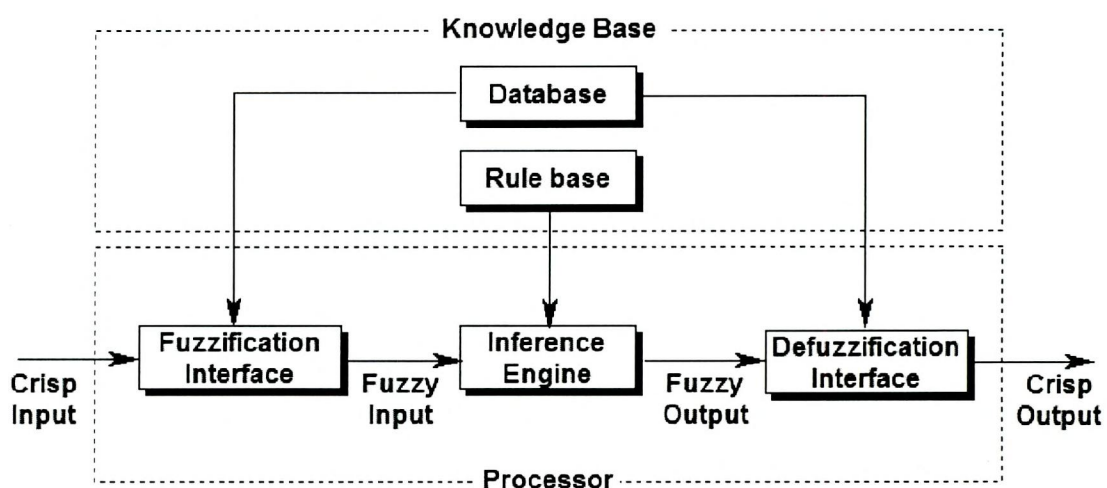 Knowledge Base
Database
Rule base
Fuzzification
Interface
Inference
Engine
Defuzzification
Interface
Crisp
Input
Fuzzy
Input
Fuzzy
Output
Crisp
Output
Processor